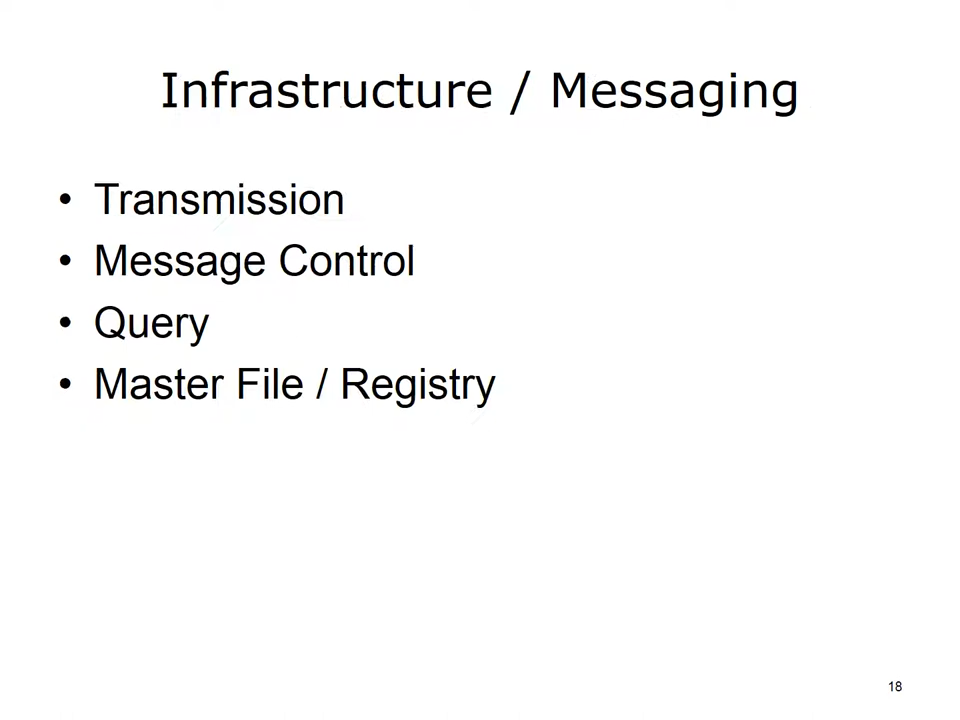 Infrastructure / Messaging
• Transmission
• Message Control
• Query
• Master File / Registry
18